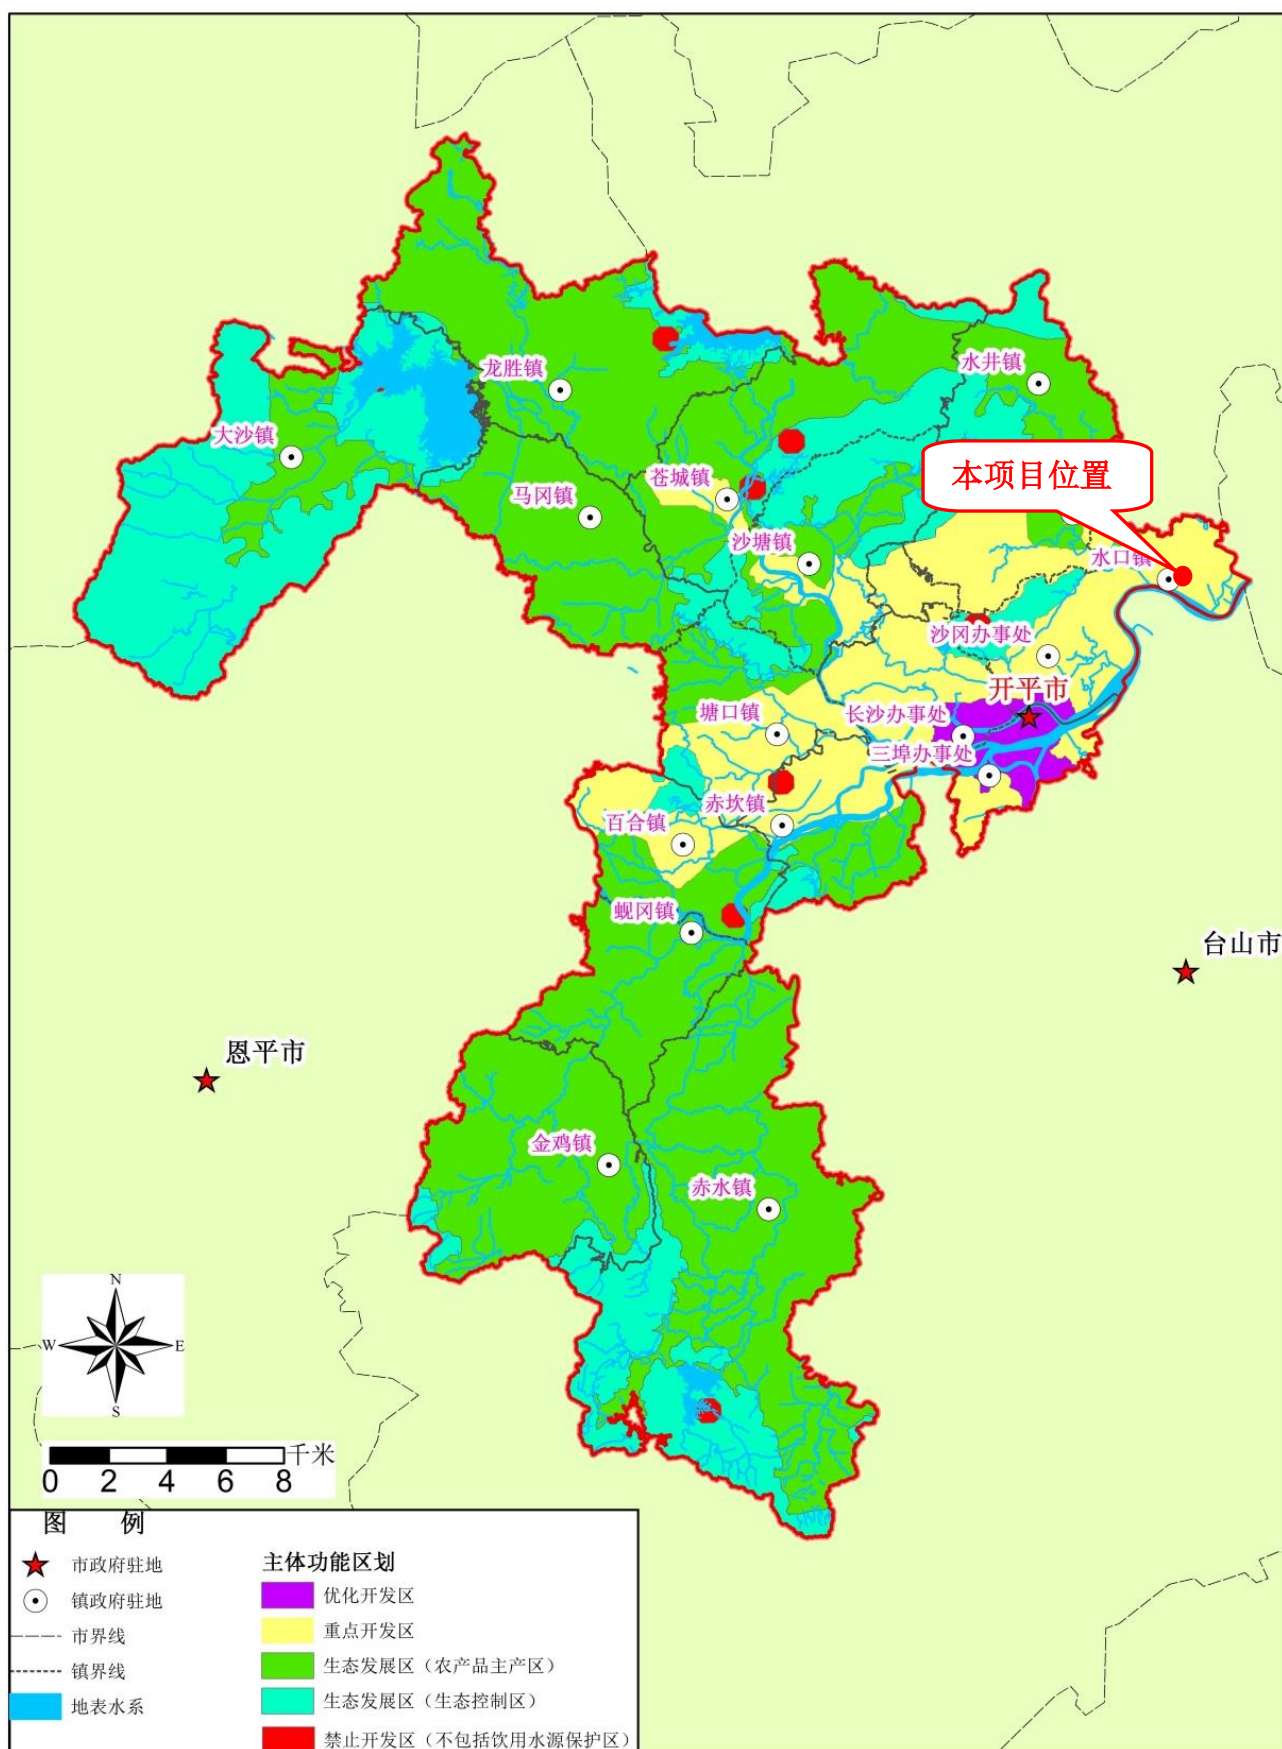 龙胜镇
水井镇
大沙镇
苍城镇
本项目位置
马冈镇
沙塘镇
水口镇
沙冈办事处
开平市
塘口镇
长沙办事处
三埠办事处
赤坎镇
百合镇
蚬冈镇
台山市
恩平市
金鸡镇
赤水镇
N
W
E
S
千米
0 2 4 6 8
图 例
市政府驻地
镇政府驻地
市界线
镇界线
地表水系
主体功能区划
优化开发区
重点开发区
生态发展区（农产品主产区）
生态发展区（生态控制区）
禁止开发区（不包括饮用水源保护区）